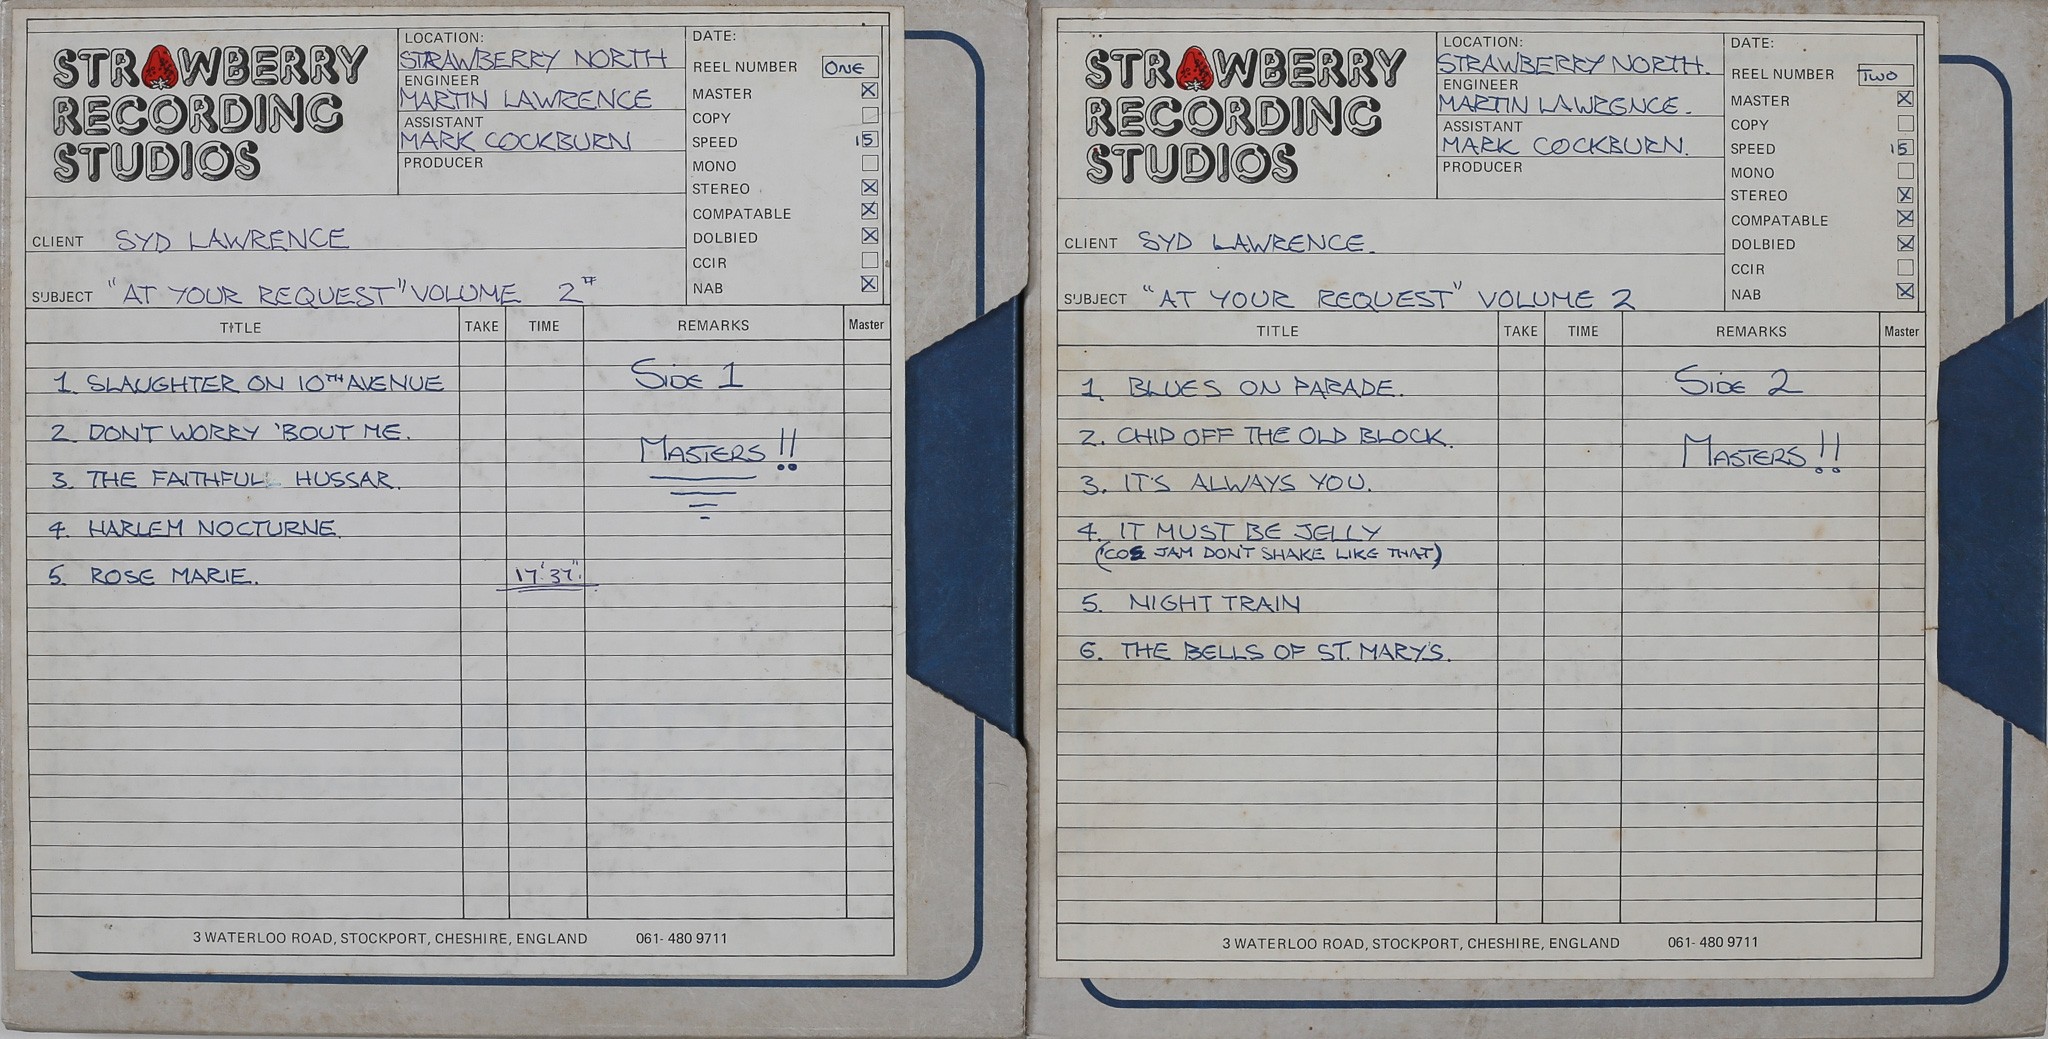 STRAWBERRY
RECORDING
STUDIOS
LOCATION:
STRAWBERRY NORTH
ENGINEER
MARTIN LAWRENCE
ASSISTANT
MARK COCKBURN
PRODUCER
DATE:
REEL NUMBER ONE
MASTER X
COPY
SPEED 15
MONO
STEREO X
COMPATABLE X
DOLBIED X
CCIR
NAB X
CLIENT SYD LAWRENCE
SUBJECT "AT YOUR REQUEST" VOLUME 2"
TITLE TAKE TIME REMARKS Master
Side 1
1. SLAUGHTER ON 10TH AVENUE
2. DON'T WORRY 'BOUT ME.
Masters!!
3. THE FAITHFUL HUSSAR.
4. HARLEM NOCTURNE.
5. ROSE MARIE. 17'37"
3 WATERLOO ROAD, STOCKPORT, CHESHIRE, ENGLAND 061- 480 9711
STRAWBERRY
RECORDING
STUDIOS
LOCATION:
STRAWBERRY NORTH.
ENGINEER
MARTIN LAWRENCE.
ASSISTANT
MARK COCKBURN.
PRODUCER
DATE:
REEL NUMBER TWO
MASTER X
COPY
SPEED 15
MONO
STEREO X
COMPATABLE X
DOLBIED X
CCIR
NAB X
CLIENT SYD LAWRENCE.
SUBJECT "AT YOUR REQUEST" VOLUME 2
TITLE TAKE TIME REMARKS Master
Side 2
1. BLUES ON PARADE.
2. CHIP OFF THE OLD BLOCK.
Masters!!
3. IT'S ALWAYS YOU.
4. IT MUST BE JELLY
('COS JAM DON'T SHAKE LIKE THAT)
5. NIGHT TRAIN
6. THE BELLS OF ST. MARY'S.
3 WATERLOO ROAD, STOCKPORT, CHESHIRE, ENGLAND 061- 480 9711